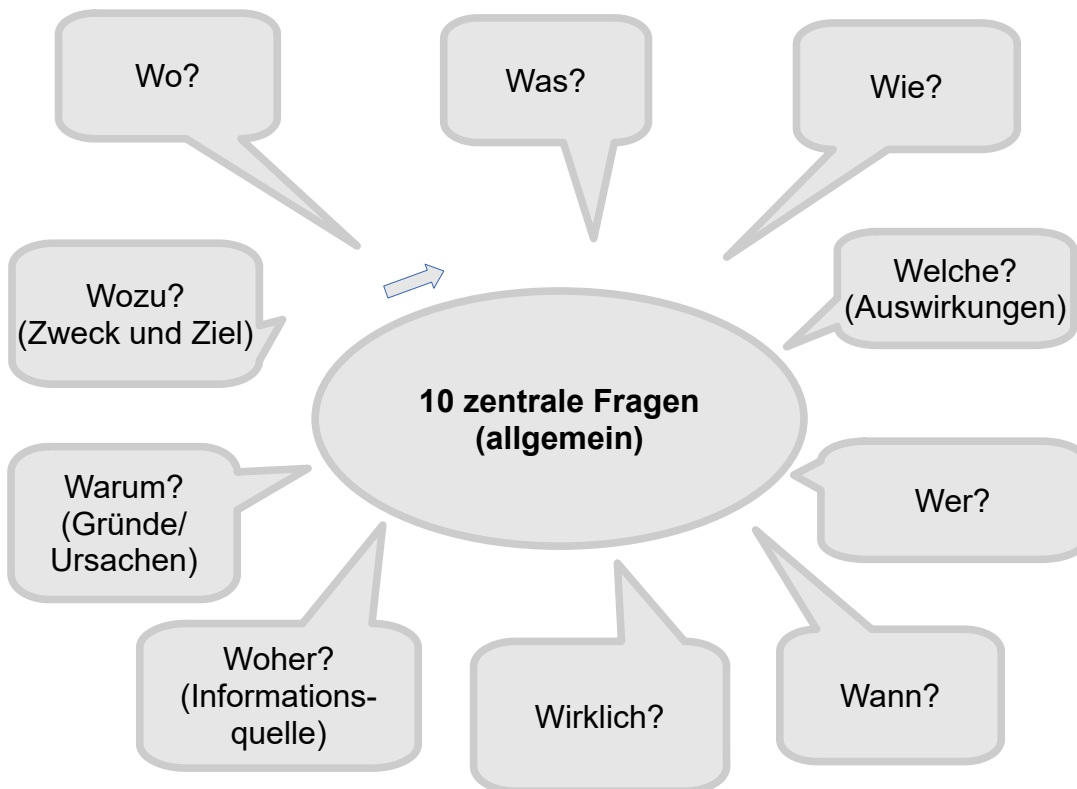 Wo?
Was?
Wie?
Wozu?
(Zweck und Ziel)
Welche?
(Auswirkungen)
10 zentrale Fragen
(allgemein)
Warum?
(Gründe/
Ursachen)
Wer?
Woher?
(Informations-
quelle)
Wirklich?
Wann?